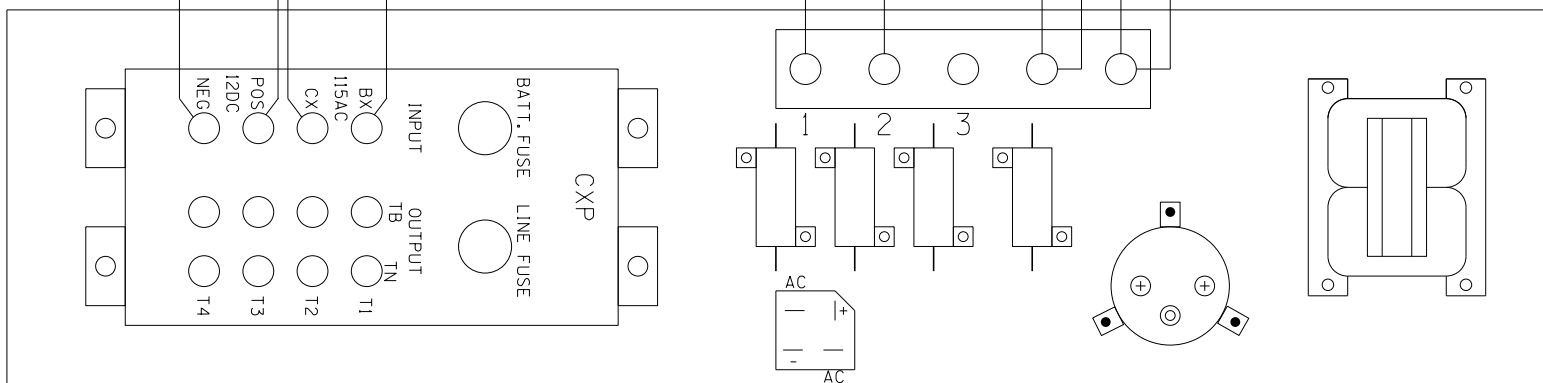 NEG
12DC
POS
CX
115AC
BX
INPUT
BATT.FUSE
CXP
TB
OUTPUT
TN
LINE FUSE
T4
T3
T2
T1
1 2 3
AC
+
-
AC